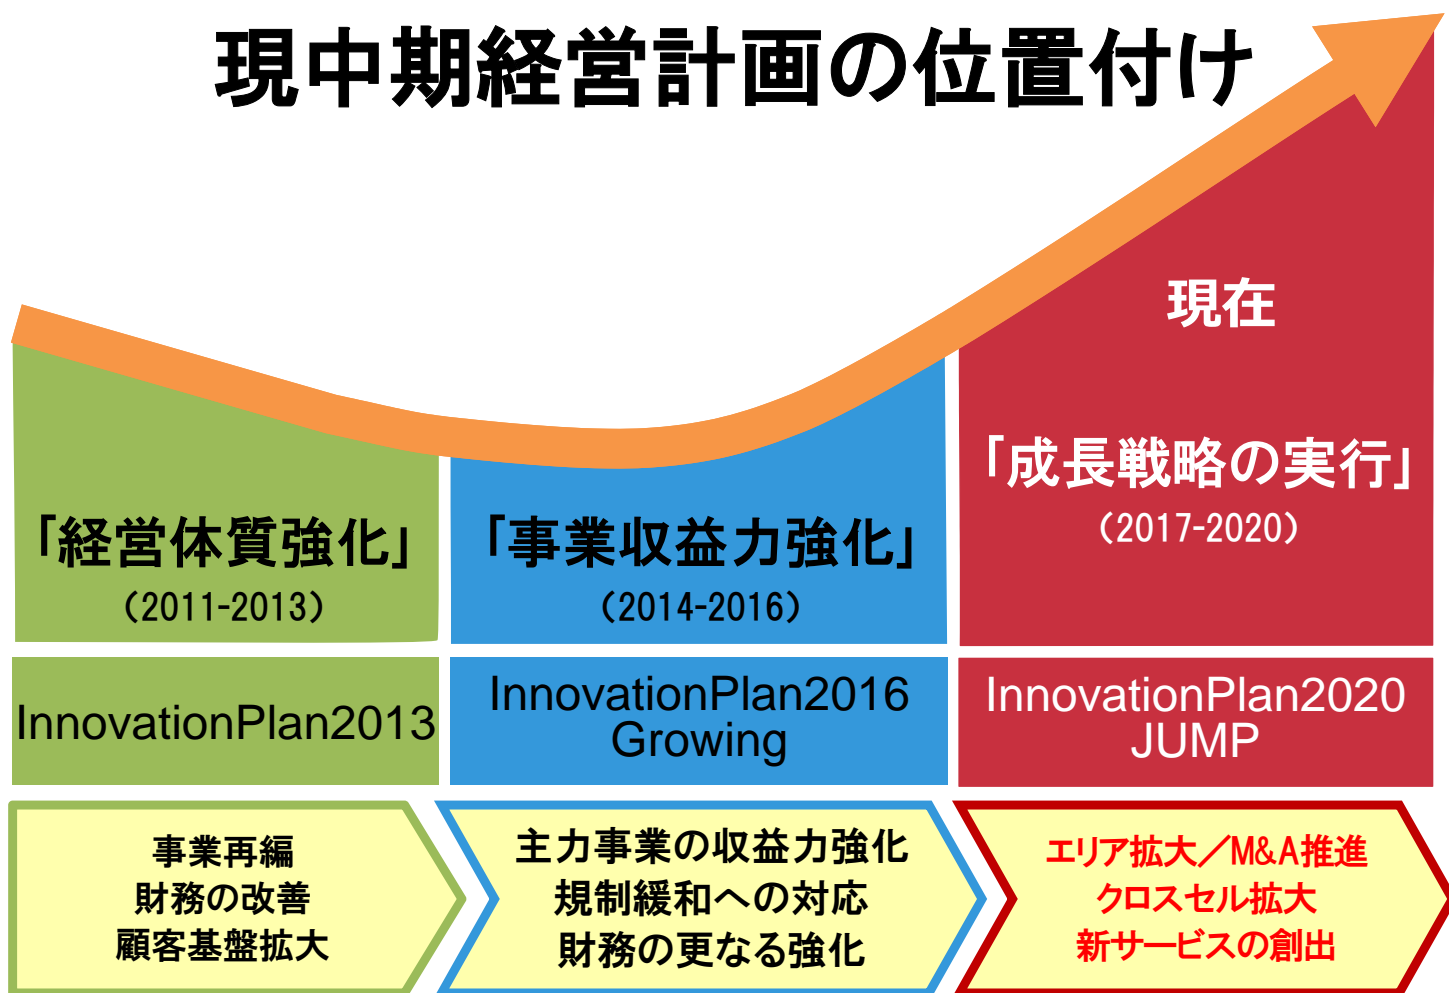 現中期経営計画の位置付け
現在
「経営体質強化」
（2011-2013）
「事業収益力強化」
（2014-2016）
「成長戦略の実行」
（2017-2020）
InnovationPlan2013
InnovationPlan2016
Growing
InnovationPlan2020
JUMP
事業再編
財務の改善
顧客基盤拡大
主力事業の収益力強化
規制緩和への対応
財務の更なる強化
エリア拡大／M&A推進
クロスセル拡大
新サービスの創出